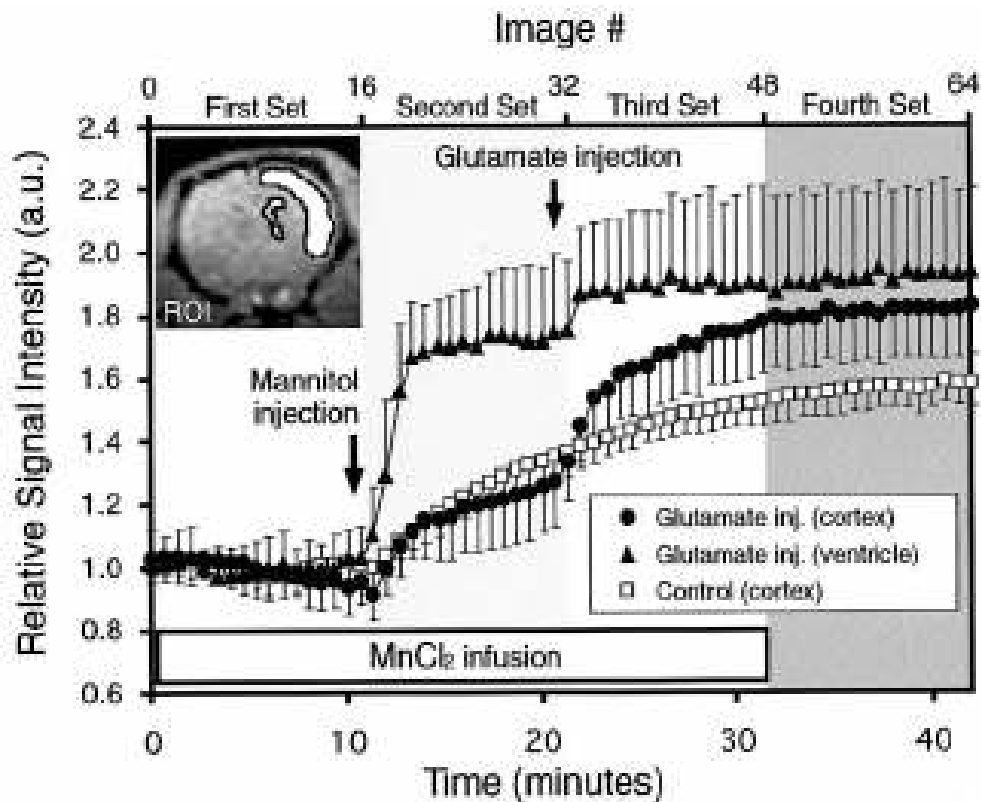 Image #
0 16 32 48 64
First Set Second Set Third Set Fourth Set
2.4
2.2
2.0
1.8
1.6
1.4
1.2
1.0
0.8
0.6
Relative Signal Intensity (a.u.)
ROI
Glutamate injection
Mannitol
injection
Glutamate inj. (cortex)
Glutamate inj. (ventricle)
Control (cortex)
MnCl₂ infusion
0 10 20 30 40
Time (minutes)